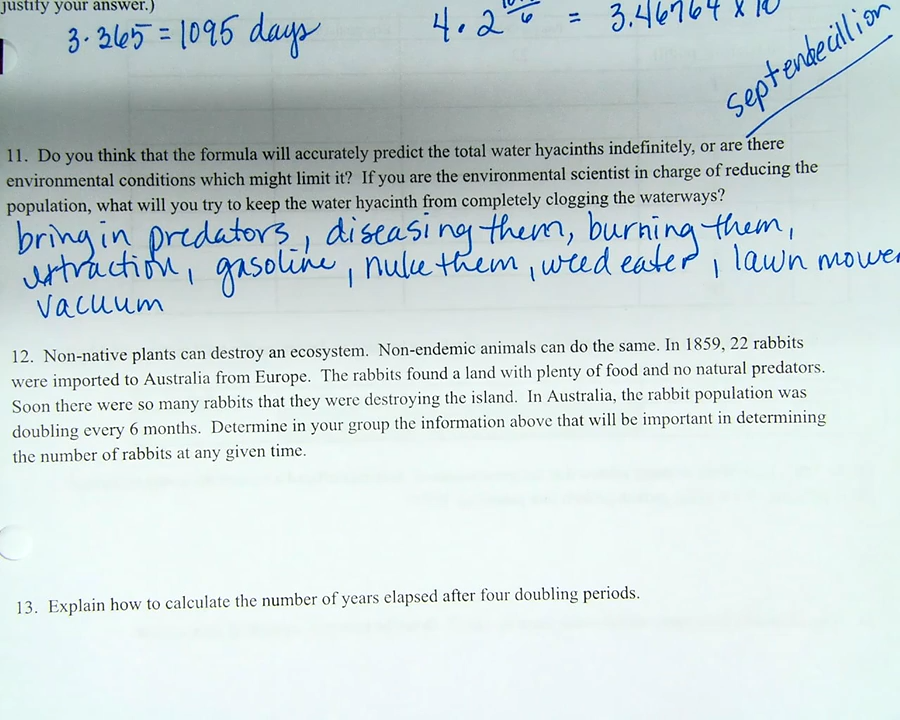 justify your answer.)
3·365 = 1095 days
4·2 6 = 3.46764 x 10
septendecillion
11. Do you think that the formula will accurately predict the total water hyacinths indefinitely, or are there
environmental conditions which might limit it? If you are the environmental scientist in charge of reducing the
population, what will you try to keep the water hyacinth from completely clogging the waterways?
bring in predators, diseasing them, burning them,
extraction, gasoline, nuke them, weed eater, lawn mower
vacuum
12. Non-native plants can destroy an ecosystem. Non-endemic animals can do the same. In 1859, 22 rabbits
were imported to Australia from Europe. The rabbits found a land with plenty of food and no natural predators.
Soon there were so many rabbits that they were destroying the island. In Australia, the rabbit population was
doubling every 6 months. Determine in your group the information above that will be important in determining
the number of rabbits at any given time.
13. Explain how to calculate the number of years elapsed after four doubling periods.